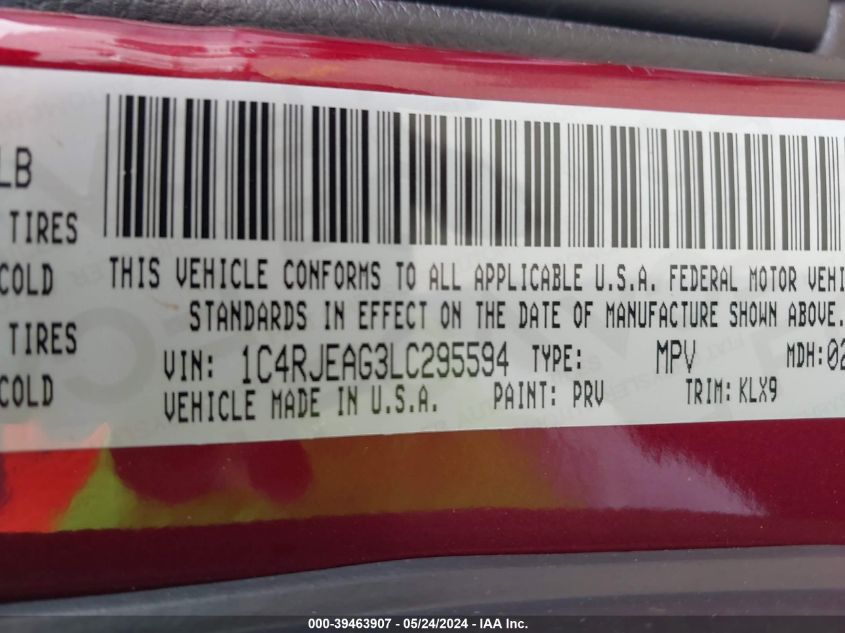 LB
TIRES
COLD
TIRES
COLD
THIS VEHICLE CONFORMS TO ALL APPLICABLE U.S.A. FEDERAL MOTOR VEHI
STANDARDS IN EFFECT ON THE DATE OF MANUFACTURE SHOWN ABOVE.
VIN: 1C4RJEAG3LC295594 TYPE: MPV MDH:02
VEHICLE MADE IN U.S.A. PAINT: PRV TRIM: KLX9
000-39463907 - 05/24/2024 - IAA Inc.